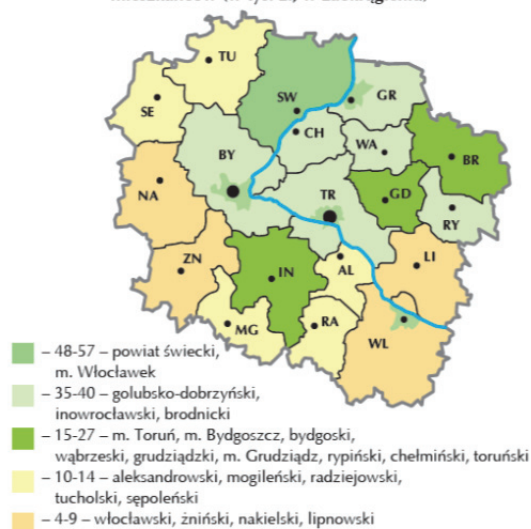 TU
SE
SW
GR
CH
BY
WA
BR
NA
TR
GD
RY
ZN
IN
AL
LI
MG
RA
WL
– 48-57 – powiat świecki,
m. Włocławek
– 35-40 – golubsko-dobrzyński,
inowrocławski, brodnicki
– 15-27 – m. Toruń, m. Bydgoszcz, bydgoski,
wąbrzeski, grudziądzki, m. Grudziądz, rypiński, chełmiński, toruński
– 10-14 – aleksandrowski, mogileński, radziejowski,
tucholski, sępoleński
– 4-9 – włocławski, żniński, nakielski, lipnowski